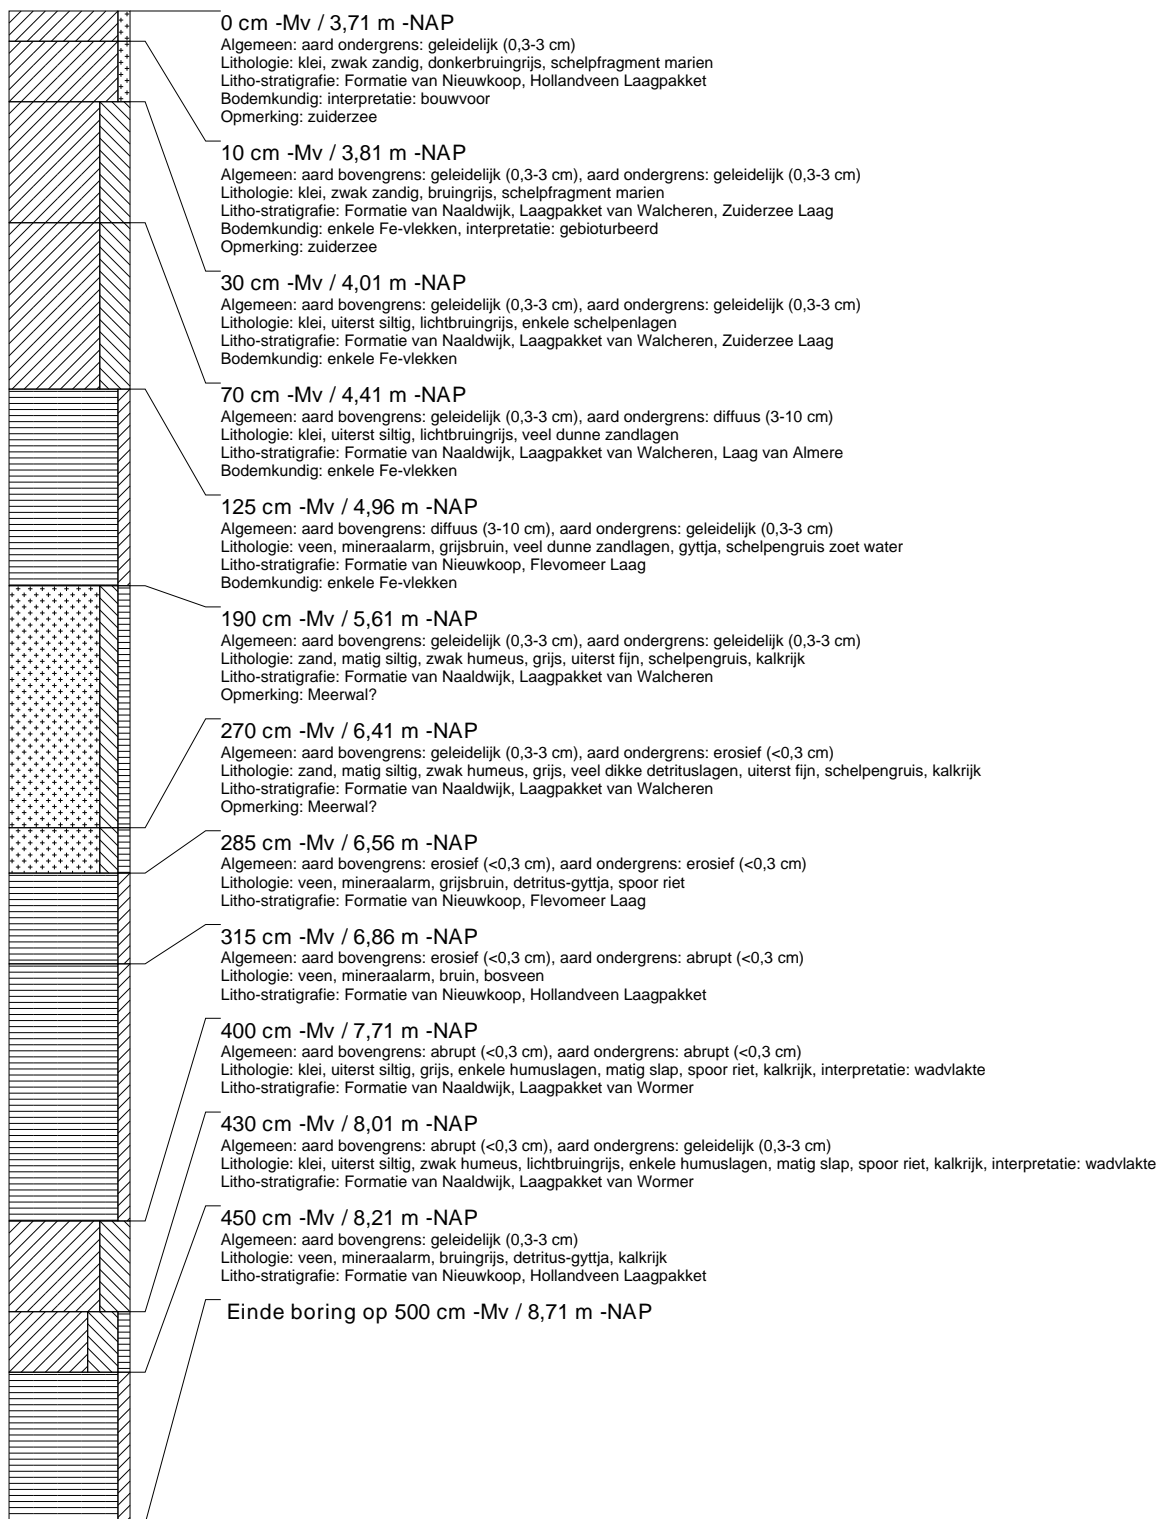 0 cm -Mv / 3,71 m -NAP
Algemeen: aard ondergrens: geleidelijk (0,3-3 cm)
Lithologie: klei, zwak zandig, donkerbruingrijs, schelpfragment marien
Litho-stratigrafie: Formatie van Nieuwkoop, Hollandveen Laagpakket
Bodemkundig: interpretatie: bouwvoor
Opmerking: zuiderzee
10 cm -Mv / 3,81 m -NAP
Algemeen: aard bovengrens: geleidelijk (0,3-3 cm), aard ondergrens: geleidelijk (0,3-3 cm)
Lithologie: klei, zwak zandig, bruingrijs, schelpfragment marien
Litho-stratigrafie: Formatie van Naaldwijk, Laagpakket van Walcheren, Zuiderzee Laag
Bodemkundig: enkele Fe-vlekken, interpretatie: gebioturbeerd
Opmerking: zuiderzee
30 cm -Mv / 4,01 m -NAP
Algemeen: aard bovengrens: geleidelijk (0,3-3 cm), aard ondergrens: geleidelijk (0,3-3 cm)
Lithologie: klei, uiterst siltig, lichtbruingrijs, enkele schelpenlagen
Litho-stratigrafie: Formatie van Naaldwijk, Laagpakket van Walcheren, Zuiderzee Laag
Bodemkundig: enkele Fe-vlekken
70 cm -Mv / 4,41 m -NAP
Algemeen: aard bovengrens: geleidelijk (0,3-3 cm), aard ondergrens: diffuus (3-10 cm)
Lithologie: klei, uiterst siltig, lichtbruingrijs, veel dunne zandlagen
Litho-stratigrafie: Formatie van Naaldwijk, Laagpakket van Walcheren, Laag van Almere
Bodemkundig: enkele Fe-vlekken
125 cm -Mv / 4,96 m -NAP
Algemeen: aard bovengrens: diffuus (3-10 cm), aard ondergrens: geleidelijk (0,3-3 cm)
Lithologie: veen, mineraalarm, grijsbruin, veel dunne zandlagen, gyttja, schelpengruis zoet water
Litho-stratigrafie: Formatie van Nieuwkoop, Flevomeer Laag
Bodemkundig: enkele Fe-vlekken
190 cm -Mv / 5,61 m -NAP
Algemeen: aard bovengrens: geleidelijk (0,3-3 cm), aard ondergrens: geleidelijk (0,3-3 cm)
Lithologie: zand, matig siltig, zwak humeus, grijs, uiterst fijn, schelpengruis, kalkrijk
Litho-stratigrafie: Formatie van Naaldwijk, Laagpakket van Walcheren
Opmerking: Meerwal?
270 cm -Mv / 6,41 m -NAP
Algemeen: aard bovengrens: geleidelijk (0,3-3 cm), aard ondergrens: erosief (<0,3 cm)
Lithologie: zand, matig siltig, zwak humeus, grijs, veel dikke detrituslagen, uiterst fijn, schelpengruis, kalkrijk
Litho-stratigrafie: Formatie van Naaldwijk, Laagpakket van Walcheren
Opmerking: Meerwal?
285 cm -Mv / 6,56 m -NAP
Algemeen: aard bovengrens: erosief (<0,3 cm), aard ondergrens: erosief (<0,3 cm)
Lithologie: veen, mineraalarm, grijsbruin, detritus-gyttja, spoor riet
Litho-stratigrafie: Formatie van Nieuwkoop, Flevomeer Laag
315 cm -Mv / 6,86 m -NAP
Algemeen: aard bovengrens: erosief (<0,3 cm), aard ondergrens: abrupt (<0,3 cm)
Lithologie: veen, mineraalarm, bruin, bosveen
Litho-stratigrafie: Formatie van Nieuwkoop, Hollandveen Laagpakket
400 cm -Mv / 7,71 m -NAP
Algemeen: aard bovengrens: abrupt (<0,3 cm), aard ondergrens: abrupt (<0,3 cm)
Lithologie: klei, uiterst siltig, grijs, enkele humuslagen, matig slap, spoor riet, kalkrijk, interpretatie: wadvlakte
Litho-stratigrafie: Formatie van Naaldwijk, Laagpakket van Wormer
430 cm -Mv / 8,01 m -NAP
Algemeen: aard bovengrens: abrupt (<0,3 cm), aard ondergrens: geleidelijk (0,3-3 cm)
Lithologie: klei, uiterst siltig, zwak humeus, lichtbruingrijs, enkele humuslagen, matig slap, spoor riet, kalkrijk, interpretatie: wadvlakte
Litho-stratigrafie: Formatie van Naaldwijk, Laagpakket van Wormer
450 cm -Mv / 8,21 m -NAP
Algemeen: aard bovengrens: geleidelijk (0,3-3 cm)
Lithologie: veen, mineraalarm, bruingrijs, detritus-gyttja, kalkrijk
Litho-stratigrafie: Formatie van Nieuwkoop, Hollandveen Laagpakket
Einde boring op 500 cm -Mv / 8,71 m -NAP